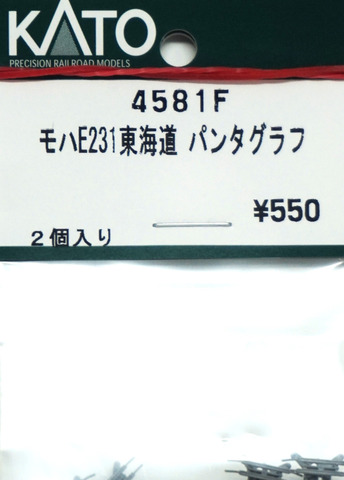 KATO
PRECISION RAILROAD MODELS
4581F
モハE231東海道 パンタグラフ
¥550
2個入り